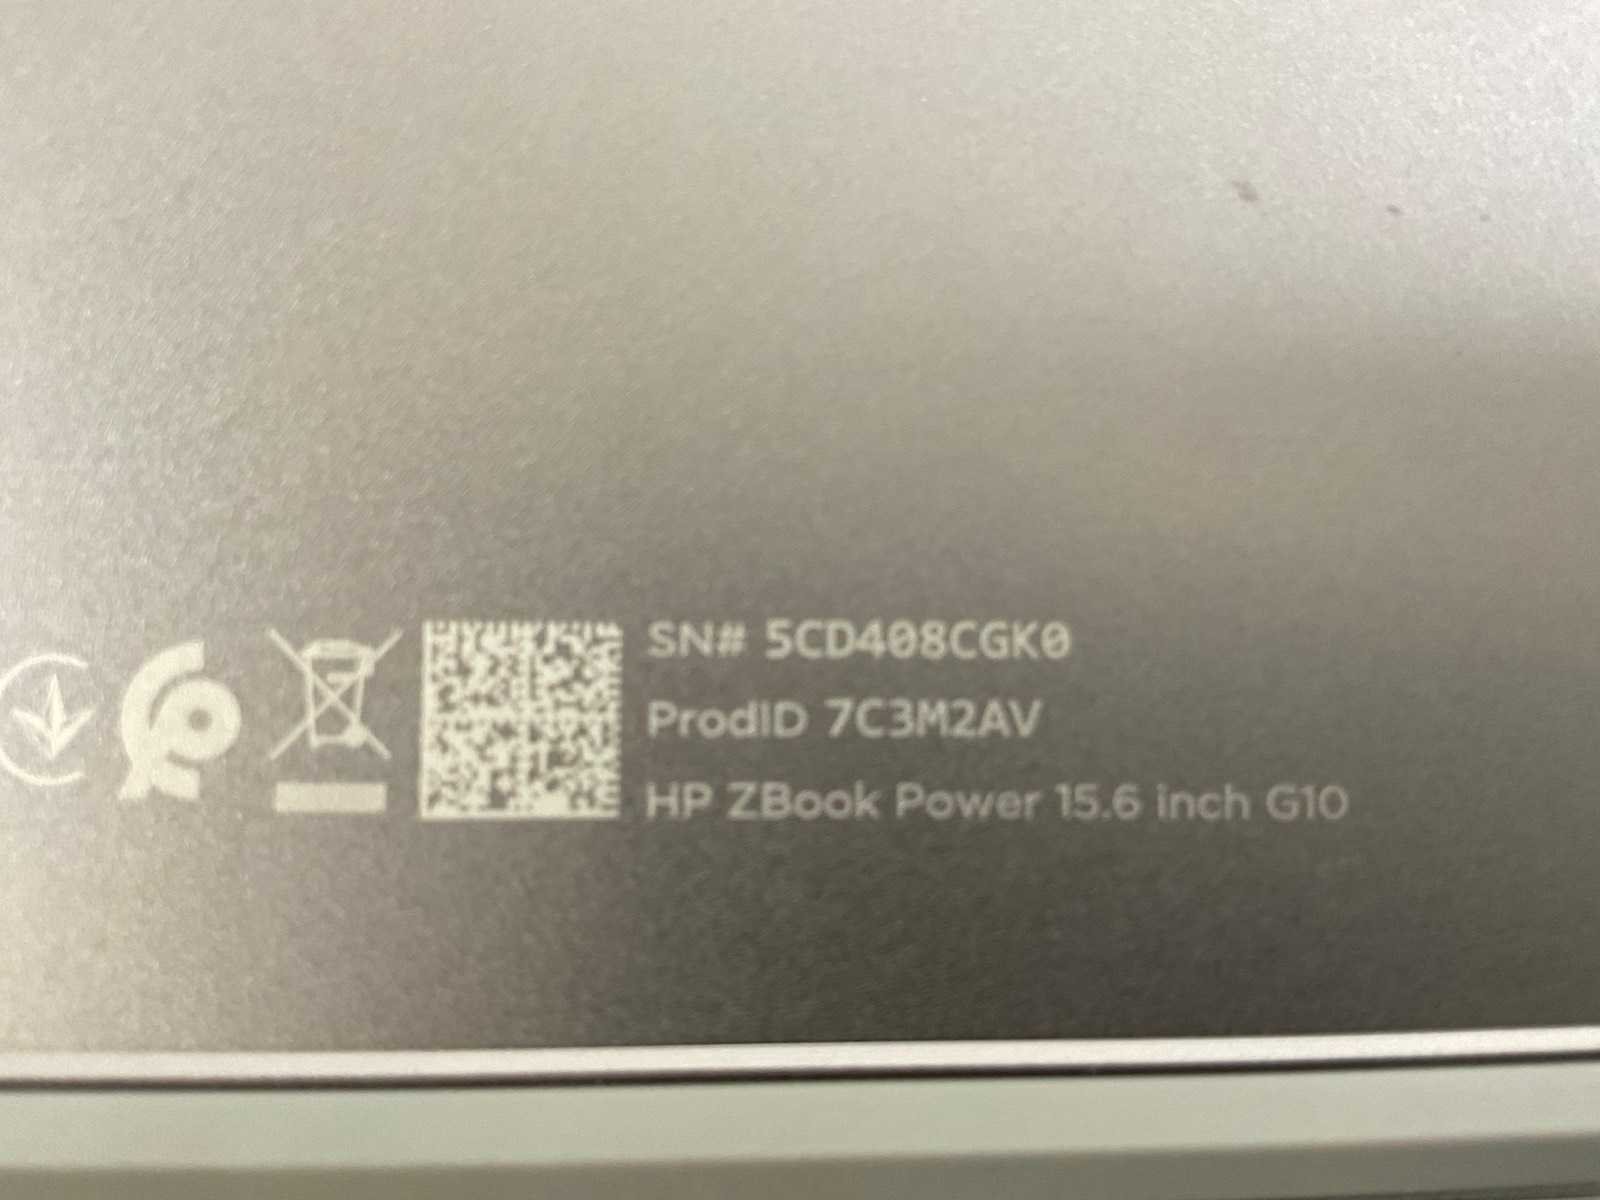 SN# 5CD408CGK0
ProdID 7C3M2AV
HP ZBook Power 15.6 inch G10